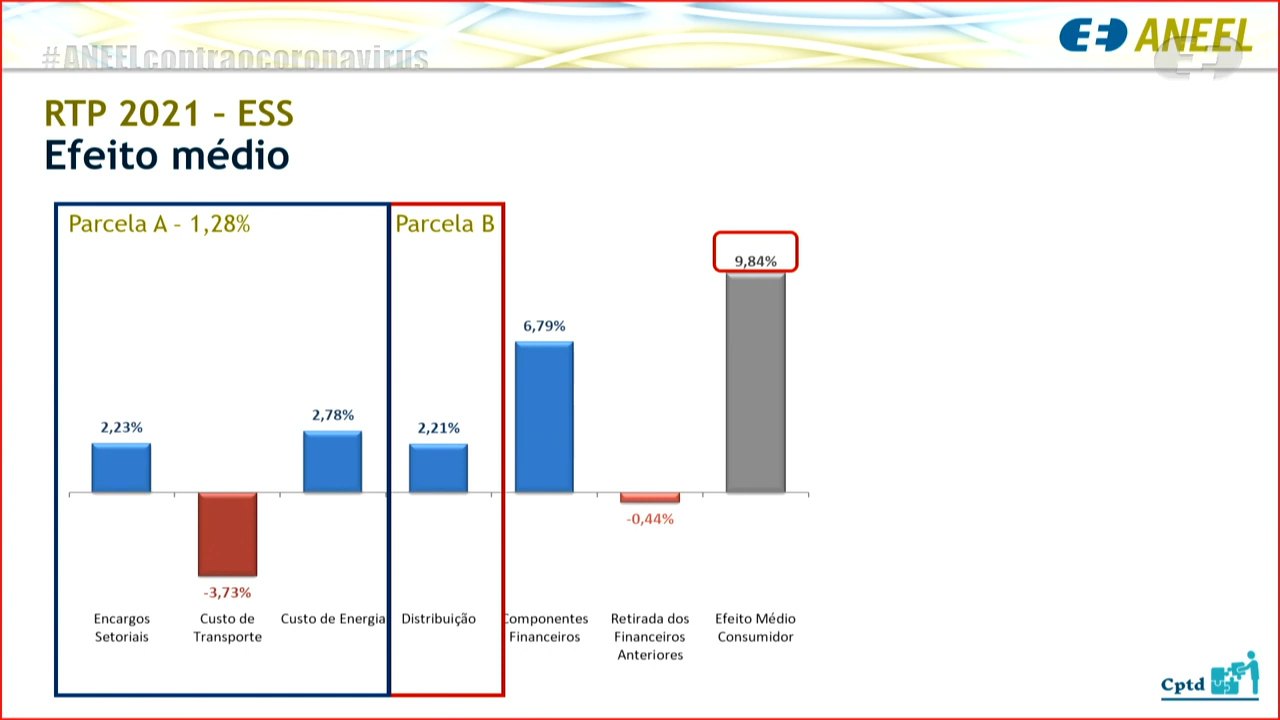 #ANEELcontraocoronavirus
ANEEL
RTP 2021 – ESS
Efeito médio
Parcela A – 1,28%
Parcela B
9,84%
6,79%
2,78%
2,23%
2,21%
-0,44%
-3,73%
Encargos
Setoriais
Custo de
Transporte
Custo de Energia
Distribuição
Componentes
Financeiros
Retirada dos
Financeiros
Anteriores
Efeito Médio
Consumidor
Cptd